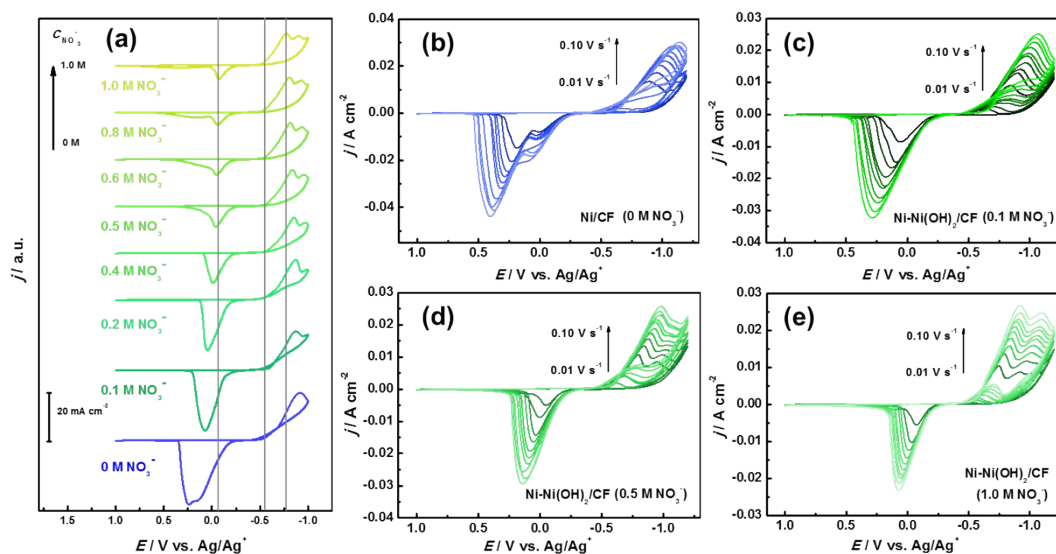 (a)
C NO₃⁻
1.0 M
0 M
1.0 M NO₃⁻
0.8 M NO₃⁻
0.6 M NO₃⁻
0.5 M NO₃⁻
0.4 M NO₃⁻
0.2 M NO₃⁻
0.1 M NO₃⁻
0 M NO₃⁻
20 mA cm⁻²
j / a.u.
1.5 1.0 0.5 0.0 -0.5 -1.0
E / V vs. Ag/Ag⁺
(b)
0.10 V s⁻¹
0.01 V s⁻¹
0.04
0.02
0.00
-0.02
-0.04
j / A cm⁻²
Ni/CF (0 M NO₃⁻)
1.0 0.5 0.0 -0.5 -1.0
E / V vs. Ag/Ag⁺
(c)
0.10 V s⁻¹
0.01 V s⁻¹
0.03
0.02
0.01
0.00
-0.01
-0.02
-0.03
-0.04
j / A cm⁻²
Ni-Ni(OH)₂/CF (0.1 M NO₃⁻)
1.0 0.5 0.0 -0.5 -1.0
E / V vs. Ag/Ag⁺
(d)
0.10 V s⁻¹
0.01 V s⁻¹
0.03
0.02
0.01
0.00
-0.01
-0.02
-0.03
-0.04
j / A cm⁻²
Ni-Ni(OH)₂/CF (0.5 M NO₃⁻)
1.0 0.5 0.0 -0.5 -1.0
E / V vs. Ag/Ag⁺
(e)
0.10 V s⁻¹
0.01 V s⁻¹
0.03
0.02
0.01
0.00
-0.01
-0.02
-0.03
j / A cm⁻²
Ni-Ni(OH)₂/CF
(1.0 M NO₃⁻)
1.0 0.5 0.0 -0.5 -1.0
E / V vs. Ag/Ag⁺